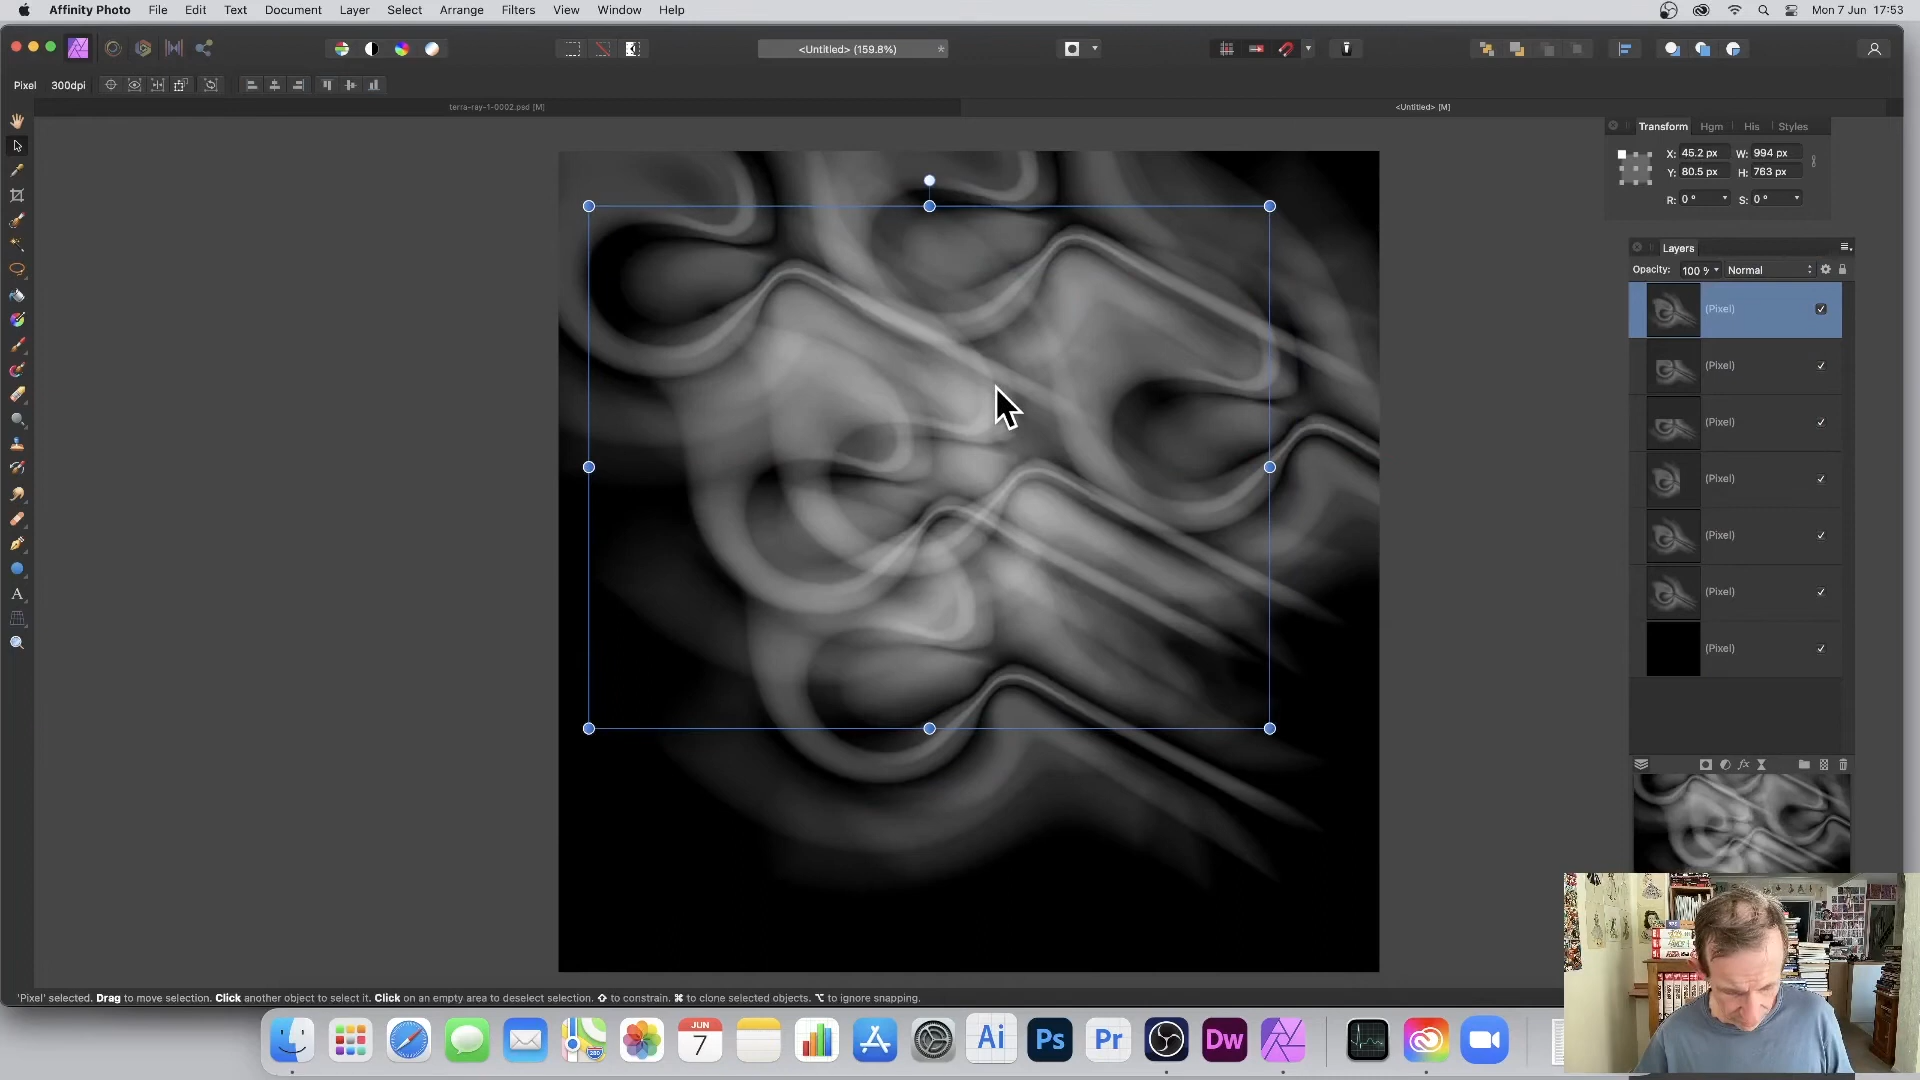 Affinity Photo File Edit Text Document Layer Select Arrange Filters View Window Help Mon 7 Jun 17:53
<Untitled> (159.8%) *
Pixel 300dpi
terra-ray-1-0002.psd [M] <Untitled> [M]
Transform Hgm His Styles
X: 45.2 px W: 994 px
Y: 80.5 px H: 763 px
R: 0 º S: 0 º
Layers
Opacity: 100 % Normal
(Pixel)
(Pixel)
(Pixel)
(Pixel)
(Pixel)
(Pixel)
(Pixel)
A
'Pixel' selected. Drag to move selection. Click another object to select it. Click on an empty area to deselect selection. ⇧ to constrain. ⌘ to clone selected objects. ⌥ to ignore snapping.
JUN
7
280
Ai Ps Pr Dw